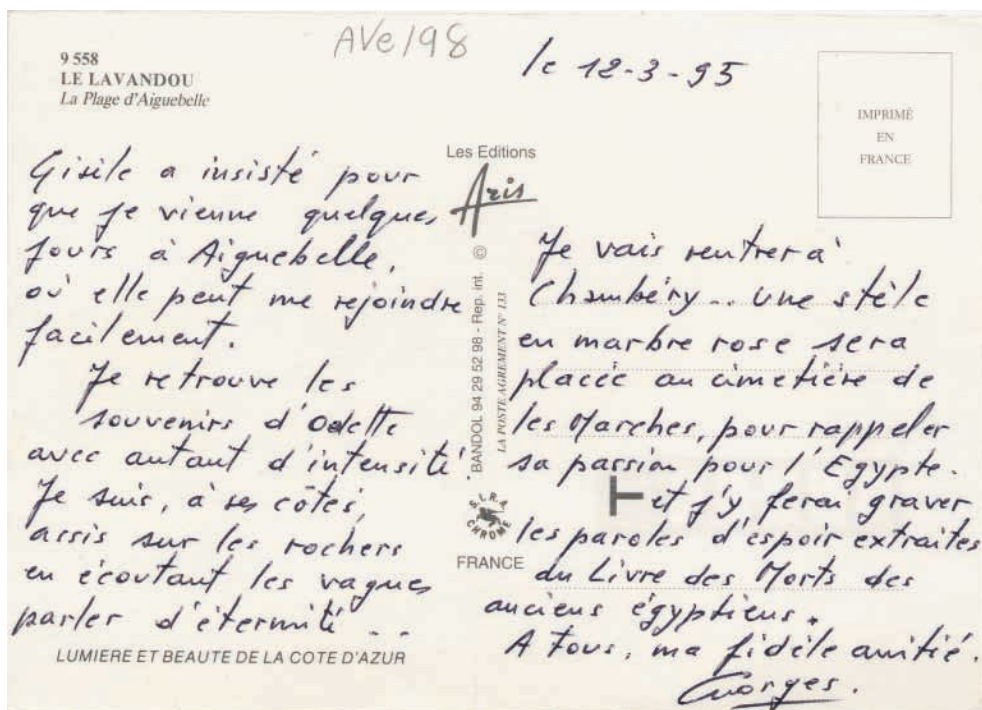 AVe198
9 558
LE LAVANDOU
La Plage d'Aiguebelle
le 12-3-95
IMPRIMÉ
EN
FRANCE
Gisèle a insisté pour
que je vienne quelques
jours à Aiguebelle,
où elle peut me rejoindre
facilement.
Je retrouve les
souvenirs d'Odette
avec autant d'intensité
Je suis, à ses côtés,
assis sur les rochers
en écoutant les vagues
parler d'éternité...
LUMIERE ET BEAUTE DE LA COTE D'AZUR
Les Editions
Aris
BANDOL 94 29 52 98 - Rep. int. ©
LA POSTE AGREMENT N° 133
S.I.R.A
CHROME
FRANCE
Je vais rentrer à
Chambéry... une stèle
en marbre rose sera
placée au cimetière de
les Marches, pour rappeler
sa passion pour l'Egypte.
et j'y ferai graver
les paroles d'espoir extraites
du Livre des Morts des
anciens égyptiens.
A tous, ma fidèle amitié.
Georges.